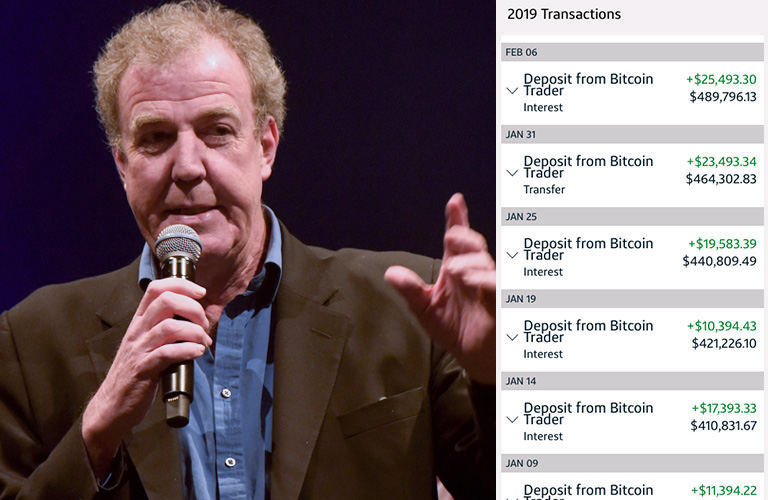 2019 Transactions
FEB 06
Deposit from Bitcoin +$25,493.30
Trader $489,796.13
Interest
JAN 31
Deposit from Bitcoin +$23,493.34
Trader $464,302.83
Transfer
JAN 25
Deposit from Bitcoin +$19,583.39
Trader $440,809.49
Interest
JAN 19
Deposit from Bitcoin +$10,394.43
Trader $421,226.10
Interest
JAN 14
Deposit from Bitcoin +$17,393.33
Trader $410,831.67
Interest
JAN 09
Deposit from Bitcoin +$11,394.22